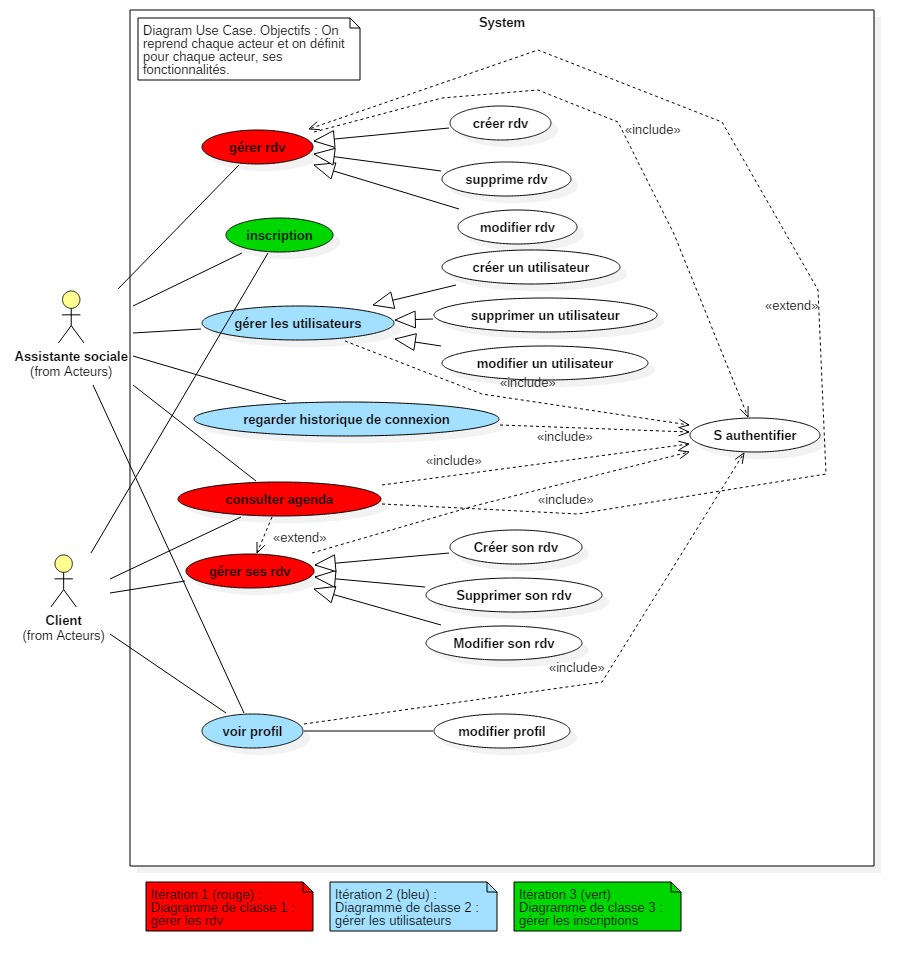 System
Diagram Use Case. Objectifs : On
reprend chaque acteur et on définit
pour chaque acteur, ses
fonctionnalités.
créer rdv
«include»
gérer rdv
supprime rdv
modifier rdv
inscription
créer un utilisateur
«extend»
supprimer un utilisateur
gérer les utilisateurs
Assistante sociale
(from Acteurs)
modifier un utilisateur
«include»
regarder historique de connexion
«include»
S authentifier
«include»
consulter agenda
«include»
«extend»
Créer son rdv
gérer ses rdv
Supprimer son rdv
Client
(from Acteurs)
Modifier son rdv
«include»
voir profil
modifier profil
Itération 1 (rouge) :
Diagramme de classe 1 :
gérer les rdv
Itération 2 (bleu) :
Diagramme de classe 2 :
gérer les utilisateurs
Itération 3 (vert)
Diagramme de classe 3 :
gérer les inscriptions